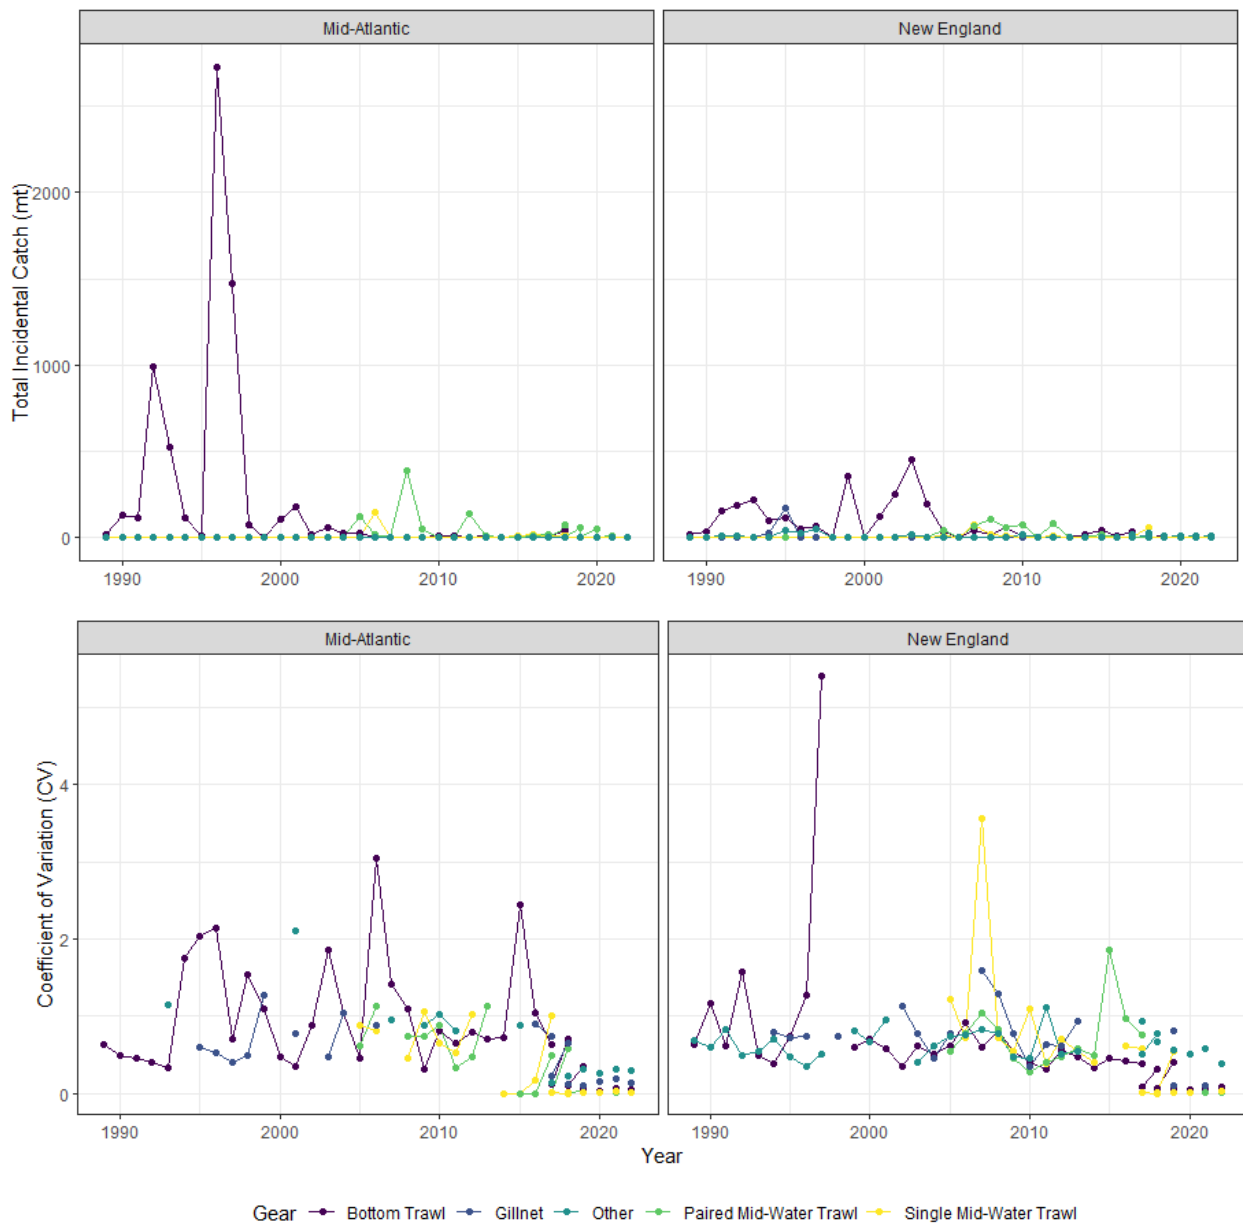 Mid-Atlantic New England
Total Incidental Catch (mt)
2000
1000
0
1990 2000 2010 2020 1990 2000 2010 2020
Mid-Atlantic New England
Coefficient of Variation (CV)
4
2
0
1990 2000 2010 2020 1990 2000 2010 2020
Year
Gear Bottom Trawl Gillnet Other Paired Mid-Water Trawl Single Mid-Water Trawl